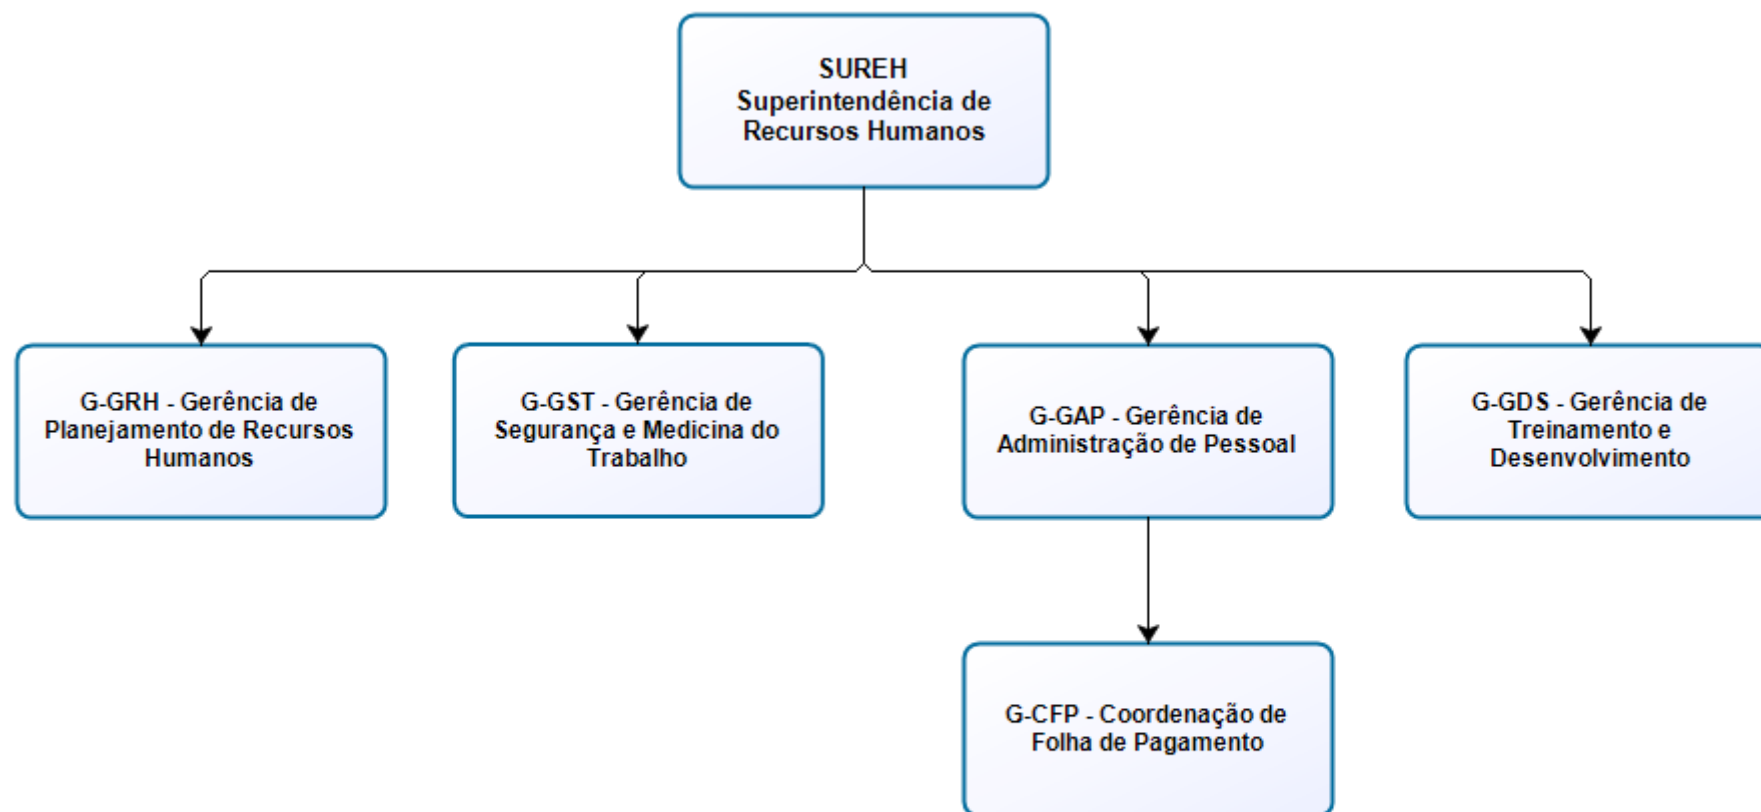 SUREH
Superintendência de
Recursos Humanos
G-GRH - Gerência de
Planejamento de Recursos
Humanos
G-GST - Gerência de
Segurança e Medicina do
Trabalho
G-GAP - Gerência de
Administração de Pessoal
G-GDS - Gerência de
Treinamento e
Desenvolvimento
G-CFP - Coordenação de
Folha de Pagamento